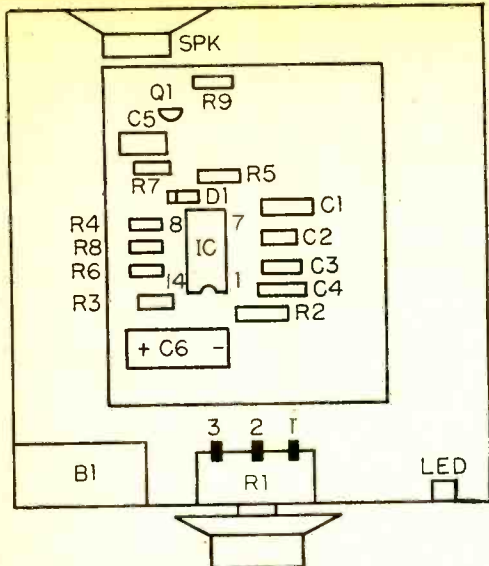 SPK
R9
Q1
C5
R7
R5
D1
C1
R4
8
7
R8
IC
C2
R6
C3
14
1
C4
R3
R2
+ C6 -
3
2
1
B1
R1
LED